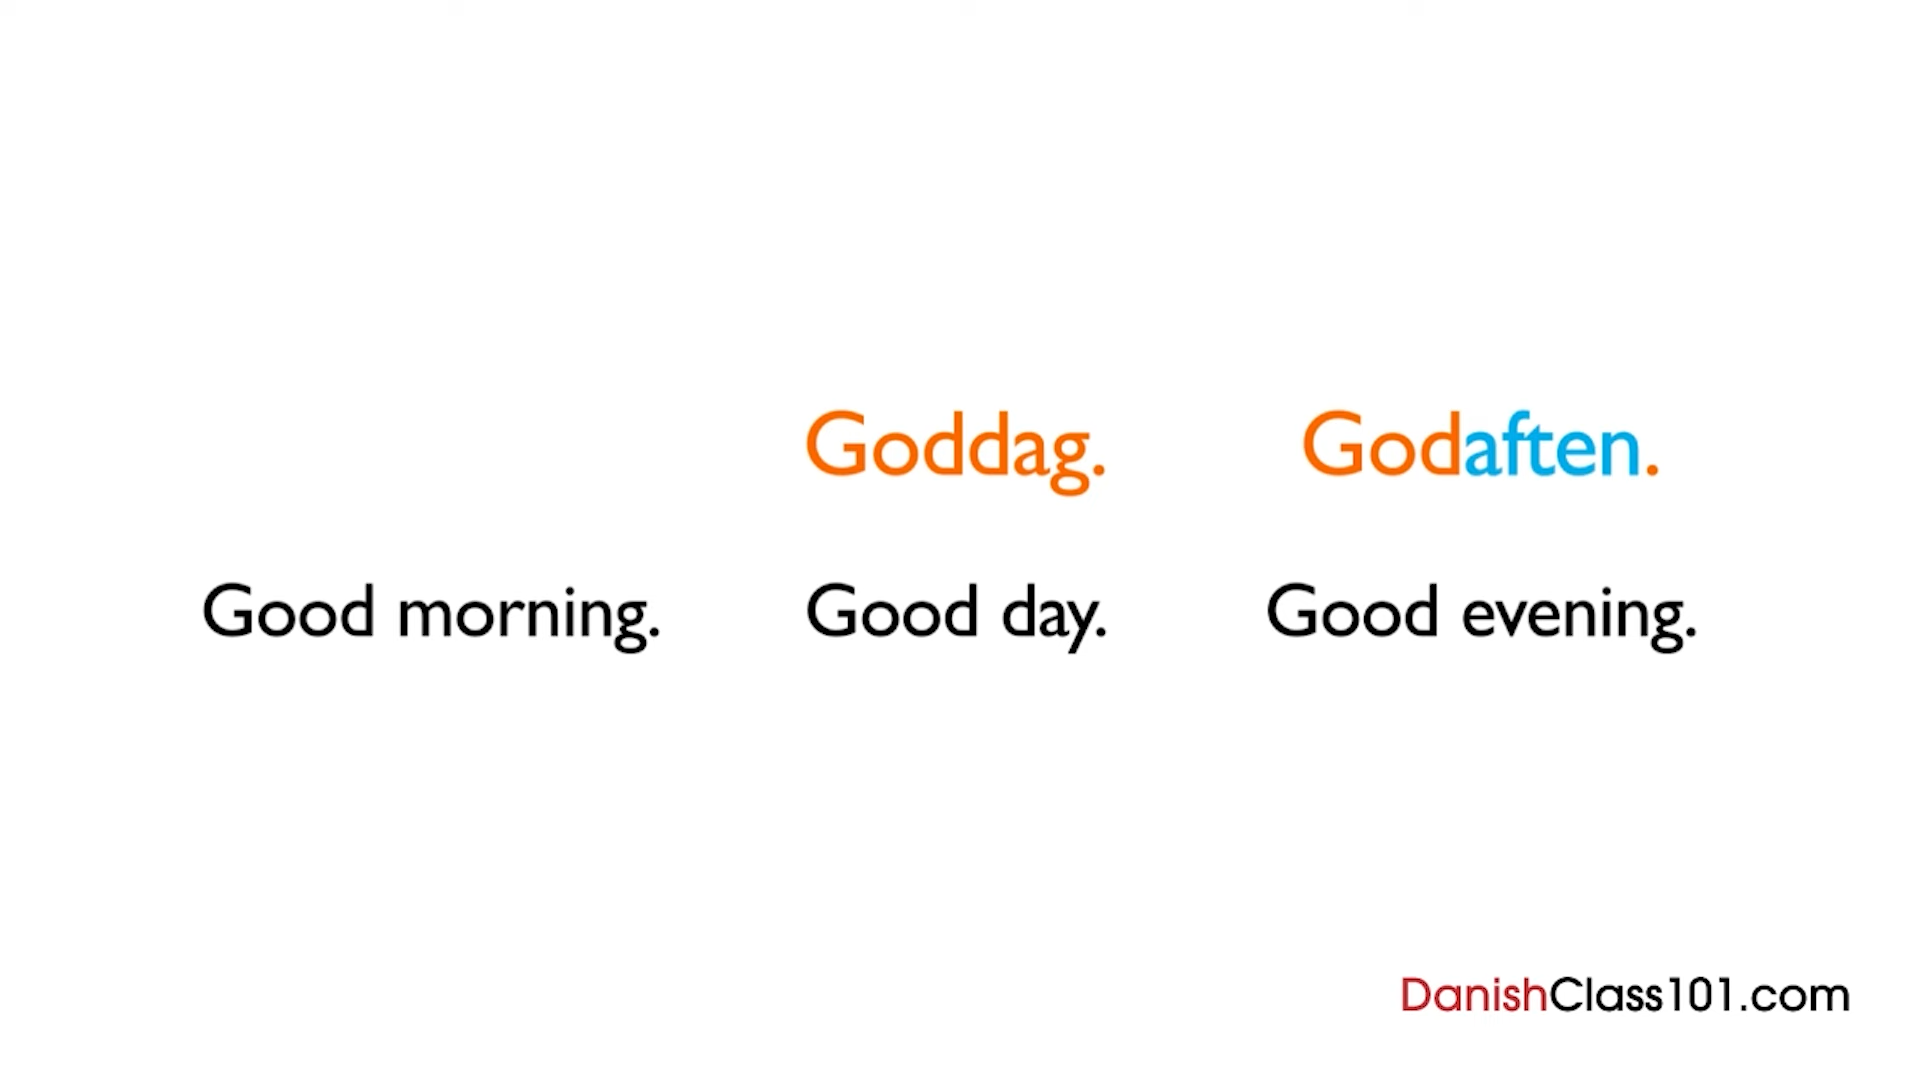 Goddag. Godaften.
Good morning. Good day. Good evening.
DanishClass101.com